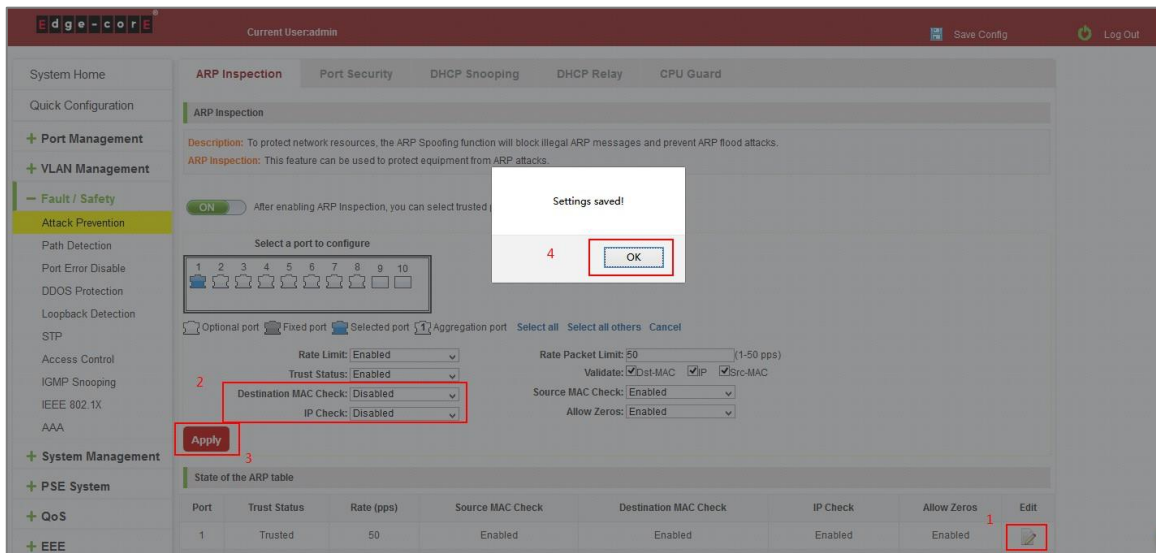 Edge-corE
Current User:admin
Save Config
Log Out
System Home
Quick Configuration
+ Port Management
+ VLAN Management
− Fault / Safety
Attack Prevention
Path Detection
Port Error Disable
DDOS Protection
Loopback Detection
STP
Access Control
IGMP Snooping
IEEE 802.1X
AAA
+ System Management
+ PSE System
+ QoS
+ EEE
ARP Inspection Port Security DHCP Snooping DHCP Relay CPU Guard
ARP Inspection
Description: To protect network resources, the ARP Spoofing function will block illegal ARP messages and prevent ARP flood attacks.
ARP Inspection: This feature can be used to protect equipment from ARP attacks.
ON After enabling ARP Inspection, you can select trusted
Settings saved!
4 OK
Select a port to configure
1 2 3 4 5 6 7 8 9 10
Optional port Fixed port Selected port 1 Aggregation port Select all Select all others Cancel
Rate Limit: Enabled Rate Packet Limit: 50 (1-50 pps)
Trust Status: Enabled Validate: Dst-MAC IP Src-MAC
2
Destination MAC Check: Disabled Source MAC Check: Enabled
IP Check: Disabled Allow Zeros: Enabled
Apply
3
State of the ARP table
Port Trust Status Rate (pps) Source MAC Check Destination MAC Check IP Check Allow Zeros Edit
1
1 Trusted 50 Enabled Enabled Enabled Enabled